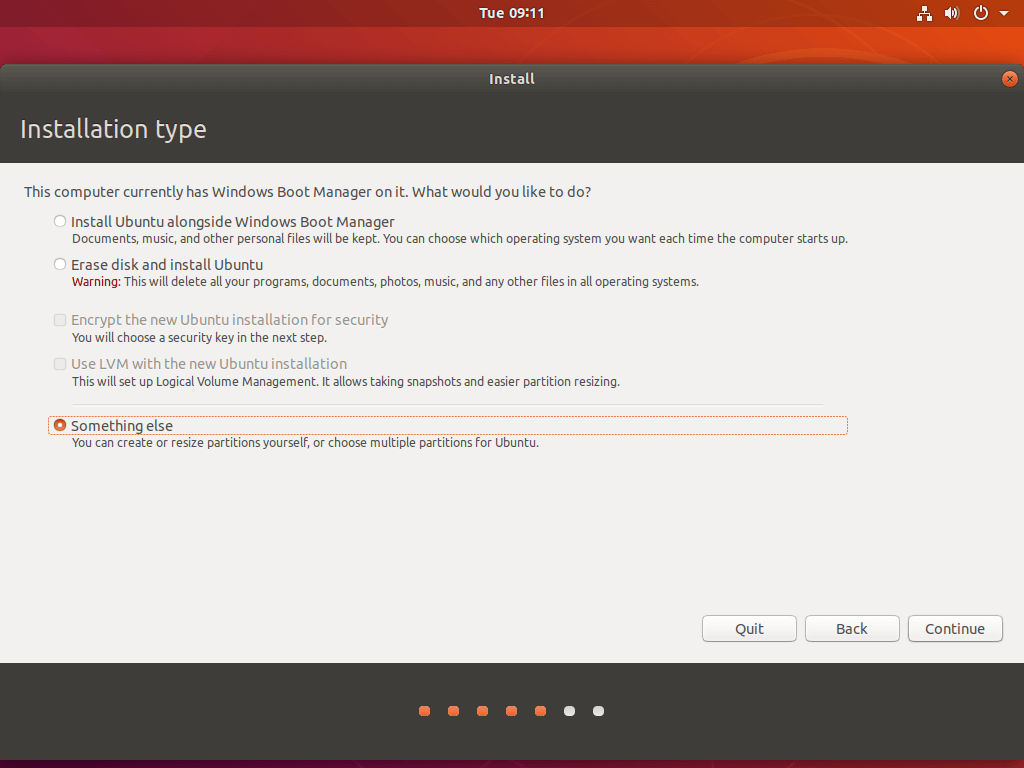 Tue 09:11
Install
Installation type
This computer currently has Windows Boot Manager on it. What would you like to do?
Install Ubuntu alongside Windows Boot Manager
Documents, music, and other personal files will be kept. You can choose which operating system you want each time the computer starts up.
Erase disk and install Ubuntu
Warning: This will delete all your programs, documents, photos, music, and any other files in all operating systems.
Encrypt the new Ubuntu installation for security
You will choose a security key in the next step.
Use LVM with the new Ubuntu installation
This will set up Logical Volume Management. It allows taking snapshots and easier partition resizing.
Something else
You can create or resize partitions yourself, or choose multiple partitions for Ubuntu.
Quit
Back
Continue